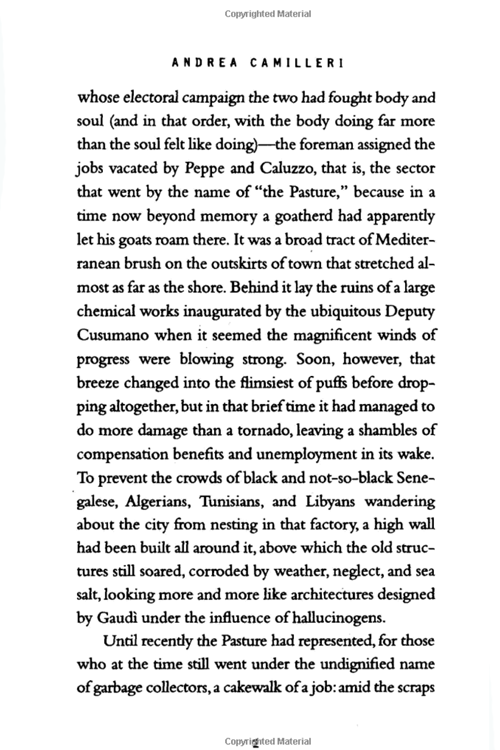 Copyrighted Material
ANDREA CAMILLERI
whose electoral campaign the two had fought body and
soul (and in that order, with the body doing far more
than the soul felt like doing)—the foreman assigned the
jobs vacated by Peppe and Caluzzo, that is, the sector
that went by the name of “the Pasture,” because in a
time now beyond memory a goatherd had apparently
let his goats roam there. It was a broad tract of Mediter-
ranean brush on the outskirts of town that stretched al-
most as far as the shore. Behind it lay the ruins of a large
chemical works inaugurated by the ubiquitous Deputy
Cusumano when it seemed the magnificent winds of
progress were blowing strong. Soon, however, that
breeze changed into the flimsiest of puffs before drop-
ping altogether, but in that brief time it had managed to
do more damage than a tornado, leaving a shambles of
compensation benefits and unemployment in its wake.
To prevent the crowds of black and not-so-black Sene-
galese, Algerians, Tunisians, and Libyans wandering
about the city from nesting in that factory, a high wall
had been built all around it, above which the old struc-
tures still soared, corroded by weather, neglect, and sea
salt, looking more and more like architectures designed
by Gaudì under the influence of hallucinogens.
Until recently the Pasture had represented, for those
who at the time still went under the undignified name
of garbage collectors, a cakewalk of a job: amid the scraps
2
Copyrighted Material